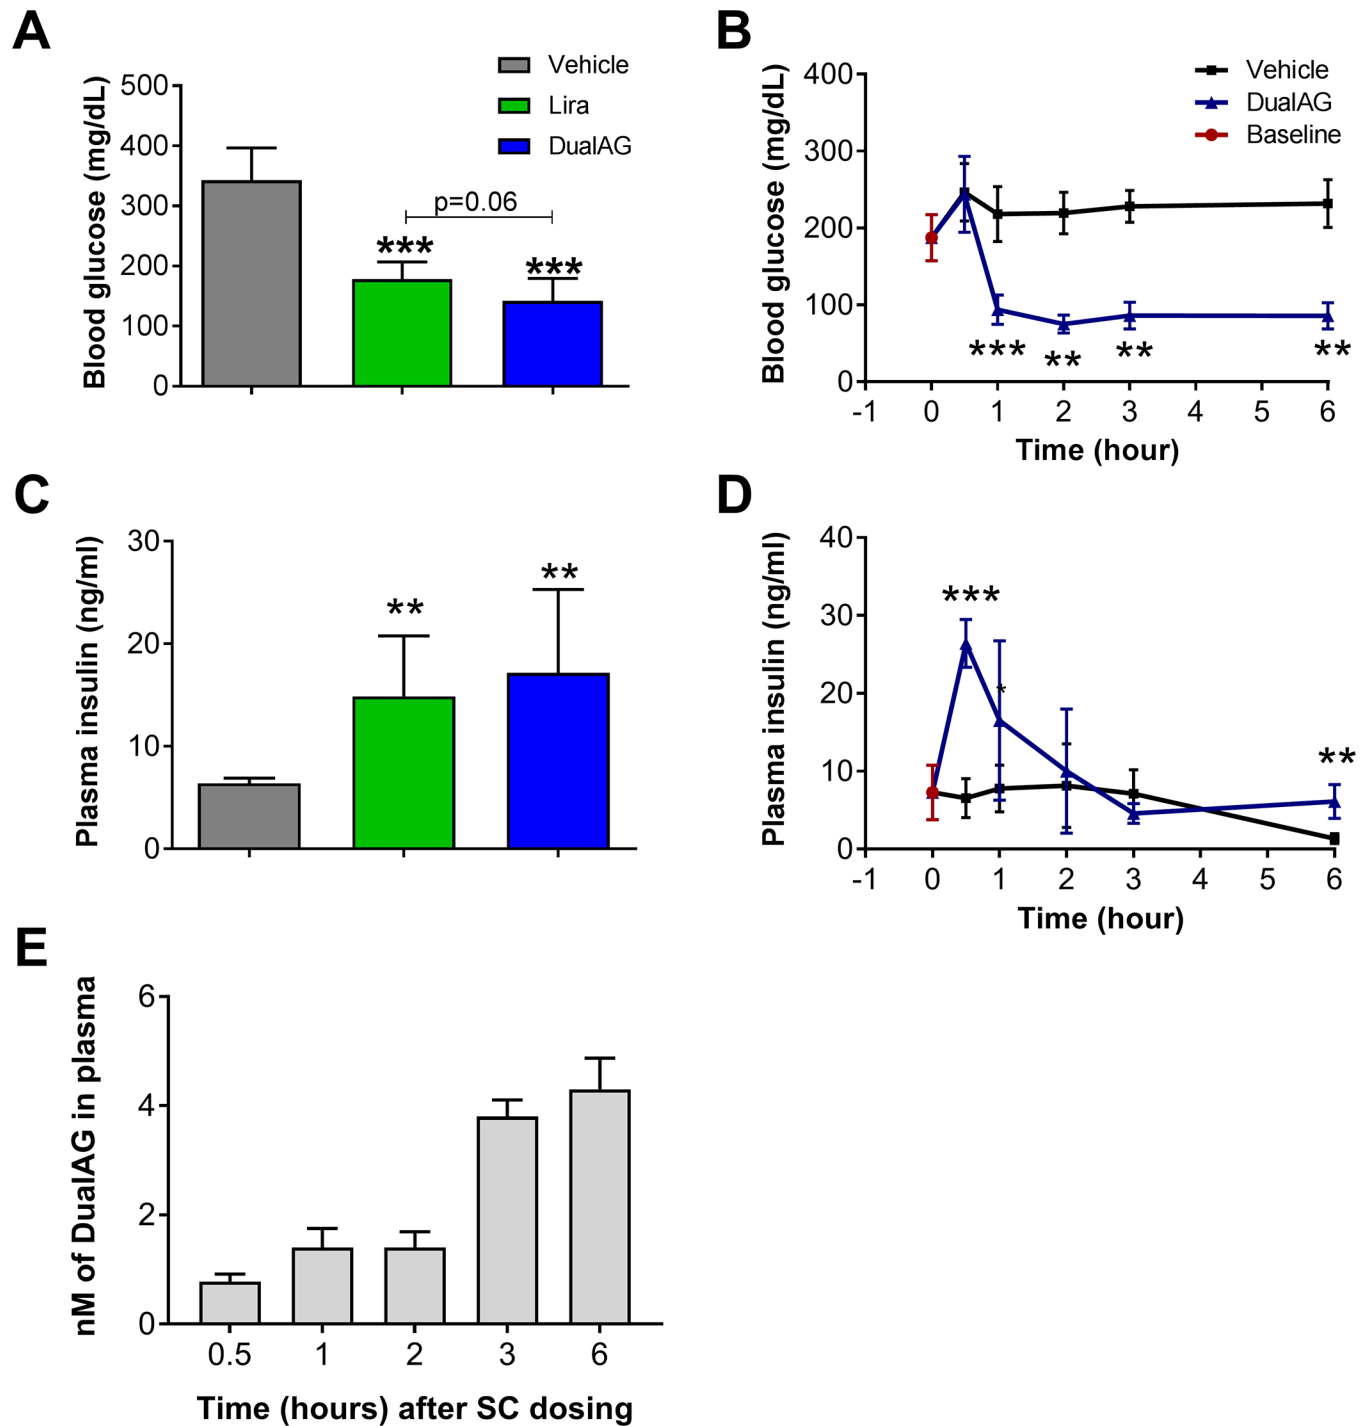 A
Vehicle
Lira
DualAG
Blood glucose (mg/dL)
500
400
300
200
100
0
p=0.06
***
***
B
Vehicle
DualAG
Baseline
Blood glucose (mg/dL)
400
300
200
100
0
***
**
**
**
-1 0 1 2 3 4 5 6
Time (hour)
C
Plasma insulin (ng/ml)
30
20
10
0
**
**
D
Plasma insulin (ng/ml)
40
30
20
10
0
***
*
**
-1 0 1 2 3 4 5 6
Time (hour)
E
nM of DualAG in plasma
6
4
2
0
0.5 1 2 3 6
Time (hours) after SC dosing